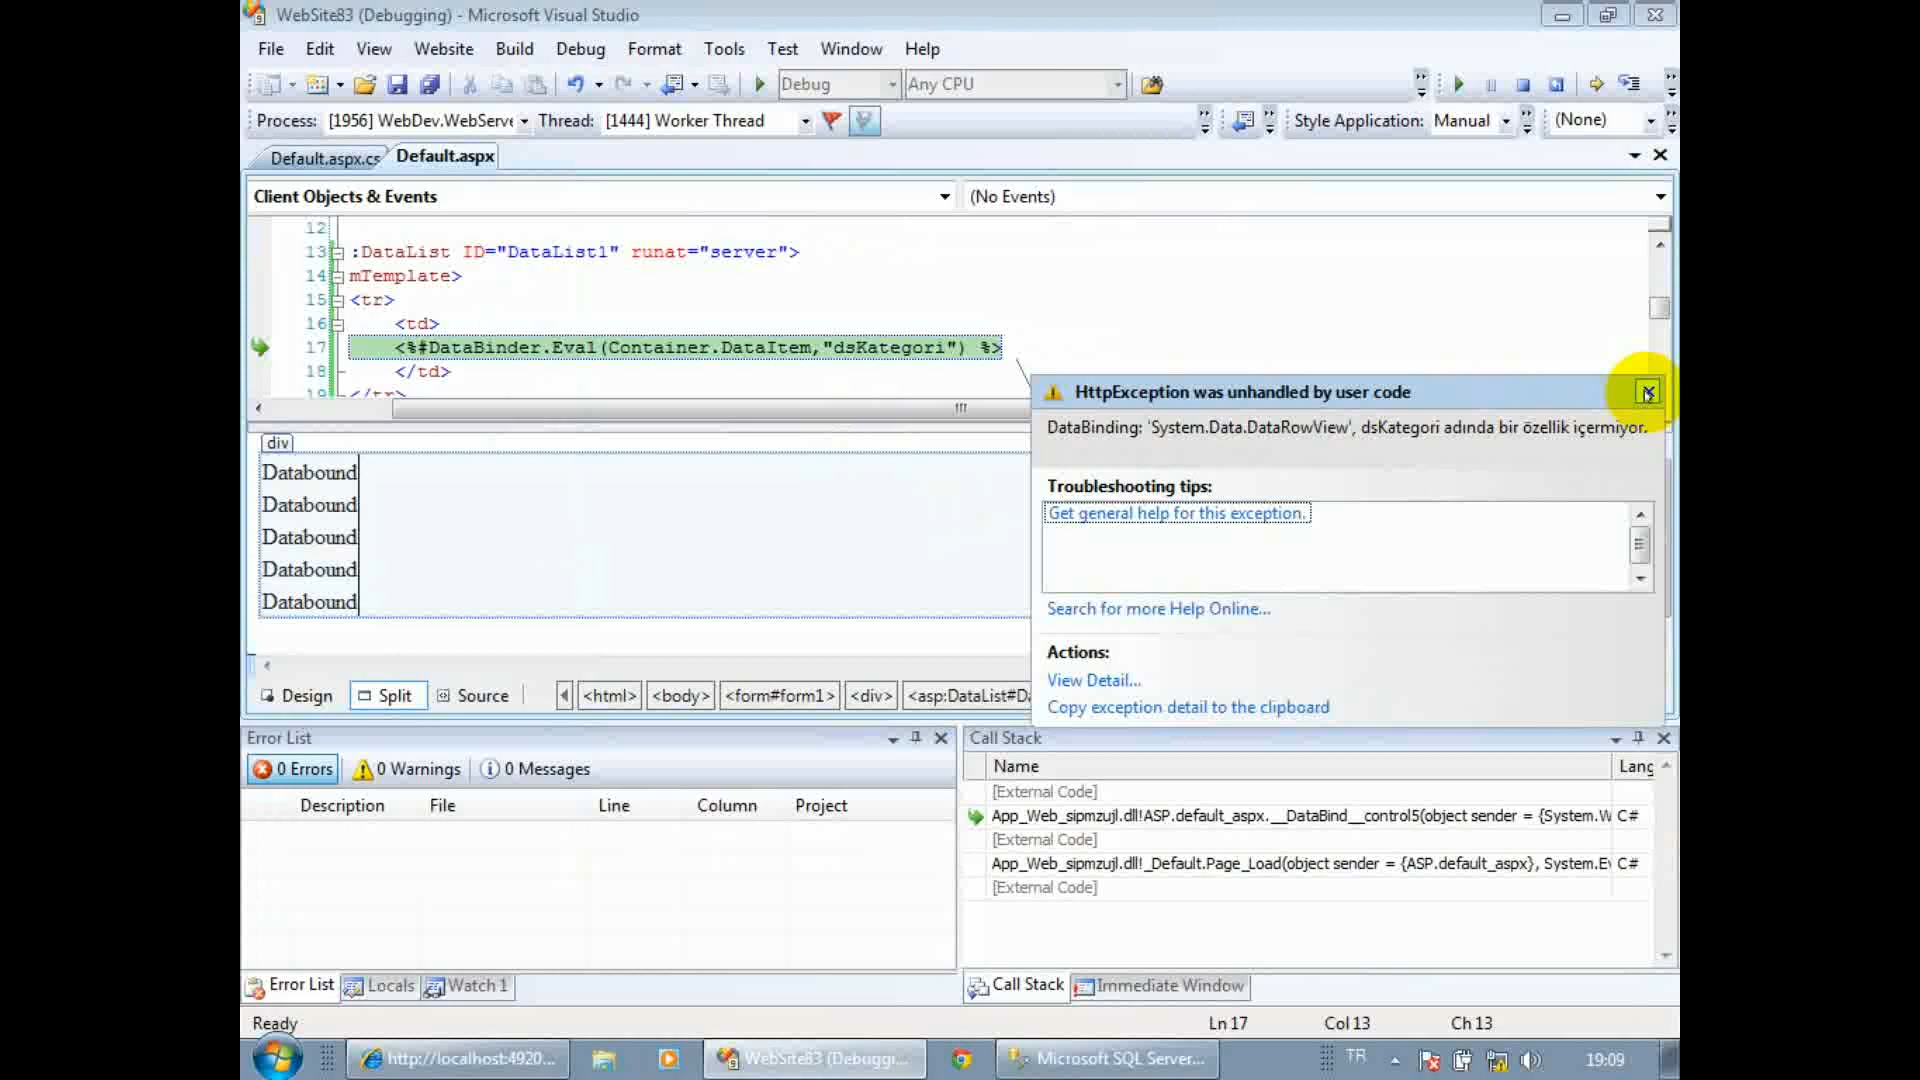 WebSite83 (Debugging) - Microsoft Visual Studio
File Edit View Website Build Debug Format Tools Test Window Help
Debug Any CPU
Process: [1956] WebDev.WebServe Thread: [1444] Worker Thread Style Application: Manual (None)
Default.aspx.cs Default.aspx
Client Objects & Events (No Events)
12
13 :DataList ID="DataList1" runat="server">
14 mTemplate>
15 <tr>
16 <td>
17 <%#DataBinder.Eval(Container.DataItem,"dsKategori") %>
18 </td>
19 </tr>
HttpException was unhandled by user code
DataBinding: 'System.Data.DataRowView', dsKategori adında bir özellik içermiyor.
Troubleshooting tips:
Get general help for this exception.
Search for more Help Online...
Actions:
View Detail...
Copy exception detail to the clipboard
div
Databound
Databound
Databound
Databound
Databound
Design Split Source <html> <body> <form#form1> <div> <asp:DataList#Da
Error List
0 Errors 0 Warnings 0 Messages
Description File Line Column Project
Call Stack
Name Lang
[External Code]
App_Web_sipmzujl.dll!ASP.default_aspx.__DataBind__control5(object sender = {System.W C#
[External Code]
App_Web_sipmzujl.dll!_Default.Page_Load(object sender = {ASP.default_aspx}, System.Ev C#
[External Code]
Error List Locals Watch 1
Call Stack Immediate Window
Ready Ln 17 Col 13 Ch 13
http://localhost:4920... WebSite83 (Debuggi... Microsoft SQL Server... TR 19:09